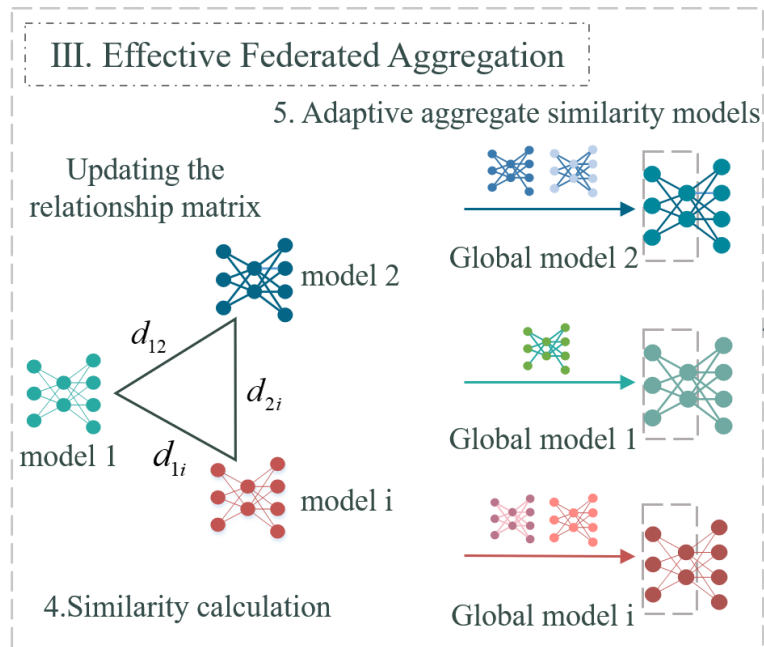 III. Effective Federated Aggregation
5. Adaptive aggregate similarity models
Updating the
relationship matrix
model 2
d12
d2i
model 1
d1i
model i
4.Similarity calculation
Global model 2
Global model 1
Global model i